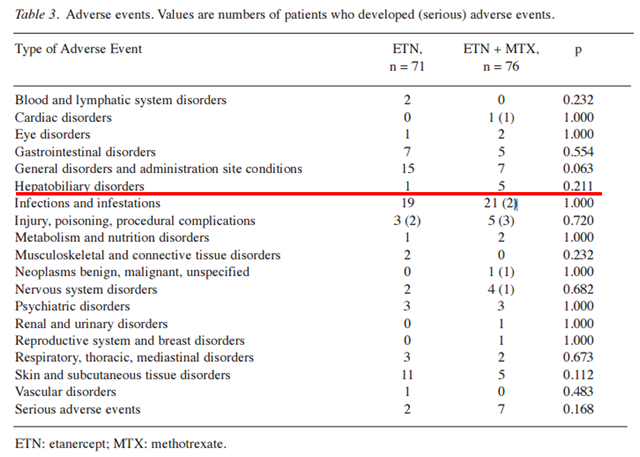 Table 3. Adverse events. Values are numbers of patients who developed (serious) adverse events.
Type of Adverse Event ETN, ETN + MTX, p
n = 71 n = 76
Blood and lymphatic system disorders 2 0 0.232
Cardiac disorders 0 1 (1) 1.000
Eye disorders 1 2 1.000
Gastrointestinal disorders 7 5 0.554
General disorders and administration site conditions 15 7 0.063
Hepatobiliary disorders 1 5 0.211
Infections and infestations 19 21 (2) 1.000
Injury, poisoning, procedural complications 3 (2) 5 (3) 0.720
Metabolism and nutrition disorders 1 2 1.000
Musculoskeletal and connective tissue disorders 2 0 0.232
Neoplasms benign, malignant, unspecified 0 1 (1) 1.000
Nervous system disorders 2 4 (1) 0.682
Psychiatric disorders 3 3 1.000
Renal and urinary disorders 0 1 1.000
Reproductive system and breast disorders 0 1 1.000
Respiratory, thoracic, mediastinal disorders 3 2 0.673
Skin and subcutaneous tissue disorders 11 5 0.112
Vascular disorders 1 0 0.483
Serious adverse events 2 7 0.168
ETN: etanercept; MTX: methotrexate.